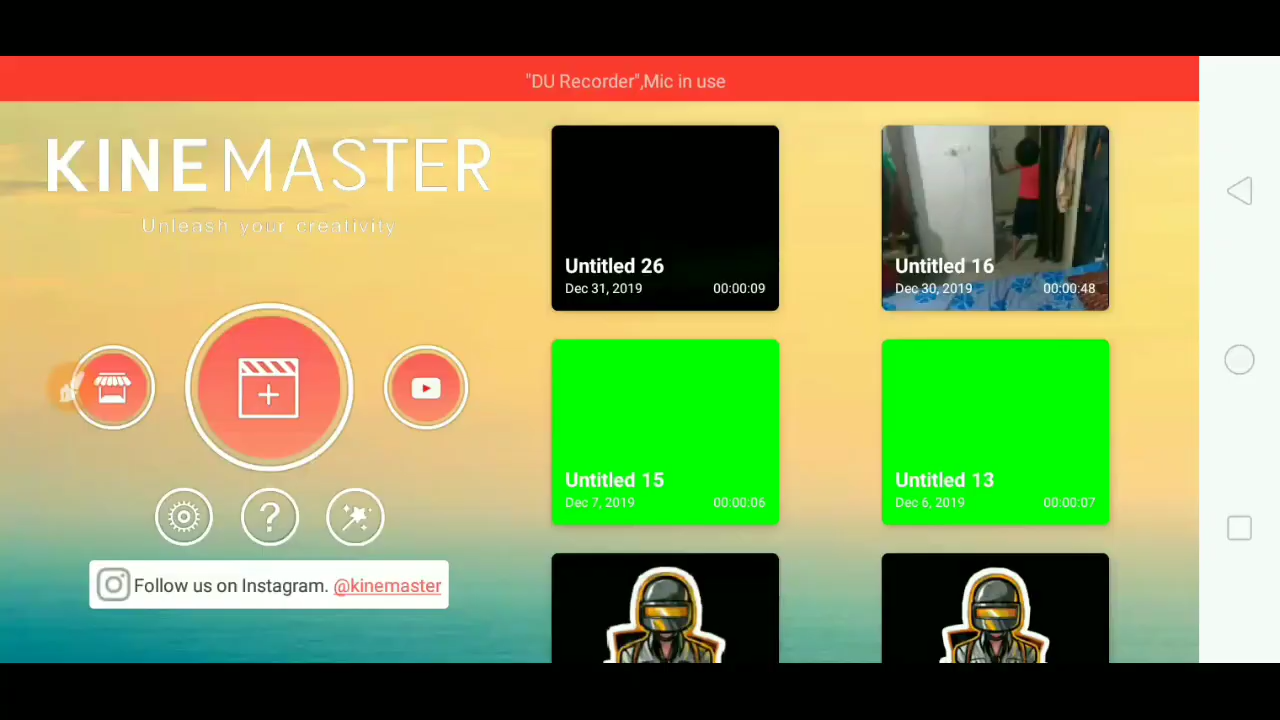 "DU Recorder",Mic in use
KINEMASTER
Unleash your creativity
Follow us on Instagram. @kinemaster
Untitled 26
Dec 31, 2019 00:00:09
Untitled 16
Dec 30, 2019 00:00:48
Untitled 15
Dec 7, 2019 00:00:06
Untitled 13
Dec 6, 2019 00:00:07